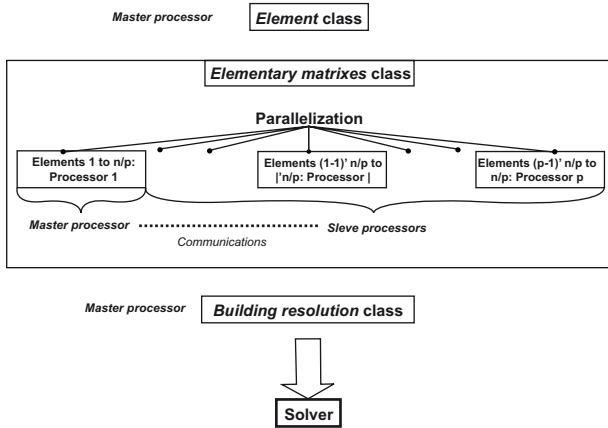 Master processor
Element class
Elementary matrixes class
Parallelization
Elements 1 to n/p:
Processor 1
Elements (1-1)' n/p to
|'n/p: Processor |
Elements (p-1)' n/p to
n/p: Processor p
Master processor
Communications
Sleve processors
Master processor
Building resolution class
Solver